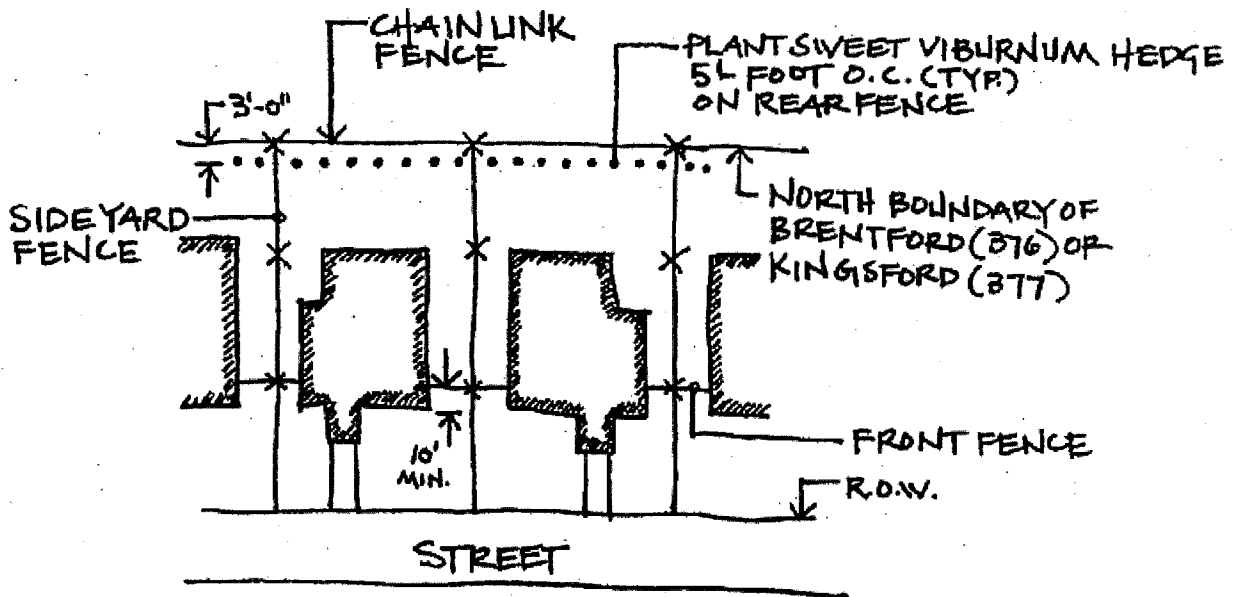 CHAIN LINK
FENCE
PLANT SWEET VIBURNUM HEDGE
5L FOOT O.C. (TYP.)
ON REAR FENCE
3'-0"
SIDEYARD
FENCE
NORTH BOUNDARY OF
BRENTFORD (376) OR
KINGSFORD (377)
10'
MIN.
FRONT FENCE
R.O.W.
STREET